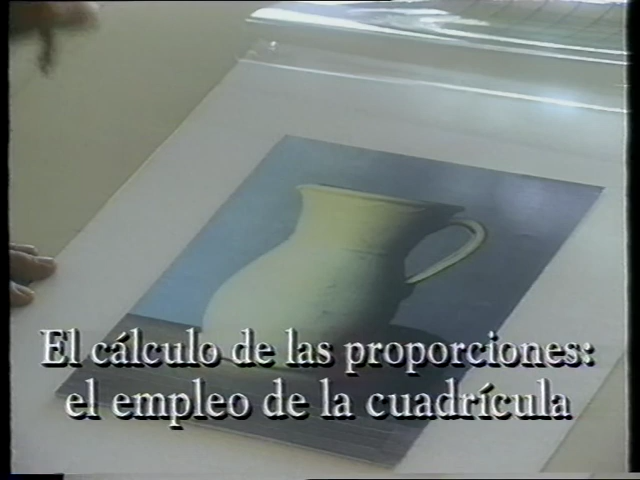 El cálculo de las proporciones:
el empleo de la cuadrícula